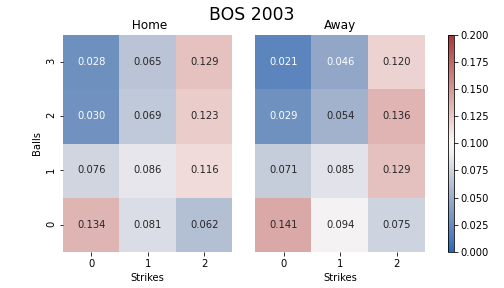 BOS 2003
Home
Away
3 0.028 0.065 0.129 0.021 0.046 0.120
2 0.030 0.069 0.123 0.029 0.054 0.136
1 0.076 0.086 0.116 0.071 0.085 0.129
0 0.134 0.081 0.062 0.141 0.094 0.075
Balls
0 1 2
0 1 2
Strikes
Strikes
0.200
0.175
0.150
0.125
0.100
0.075
0.050
0.025
0.000